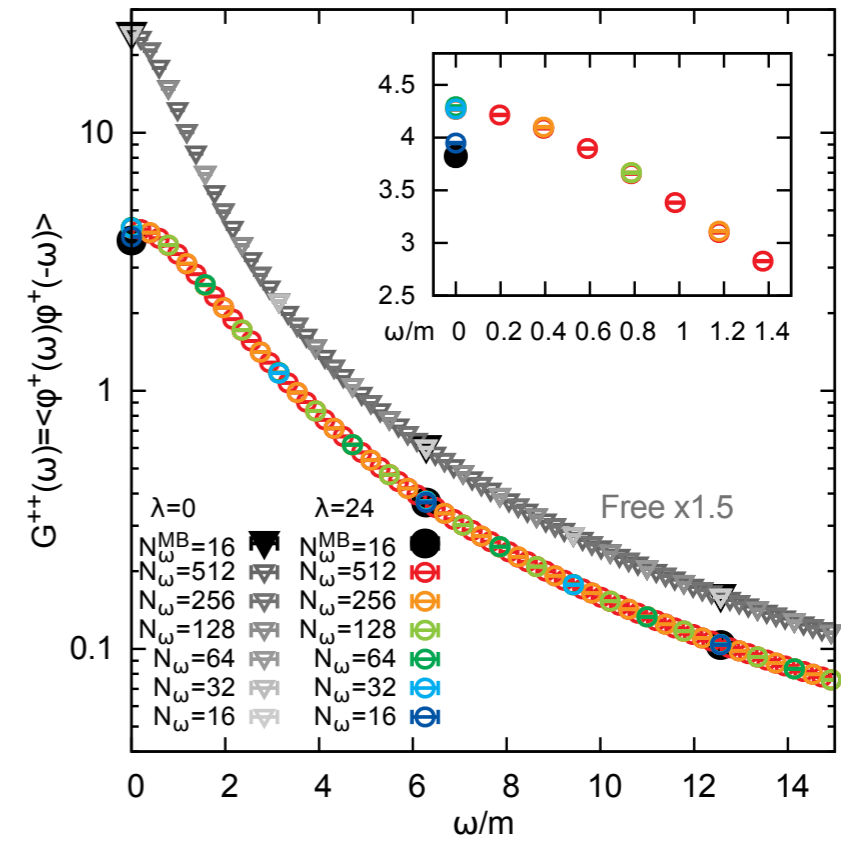 G⁺⁺(ω)=<φ⁺(ω)φ⁺(-ω)>
10
1
0.1
4.5
4
3.5
3
2.5
ω/m 0 0.2 0.4 0.6 0.8 1 1.2 1.4
Free x1.5
λ=0 λ=24
N_ω^MB=16 N_ω^MB=16
N_ω=512 N_ω=512
N_ω=256 N_ω=256
N_ω=128 N_ω=128
N_ω=64 N_ω=64
N_ω=32 N_ω=32
N_ω=16 N_ω=16
0 2 4 6 8 10 12 14
ω/m